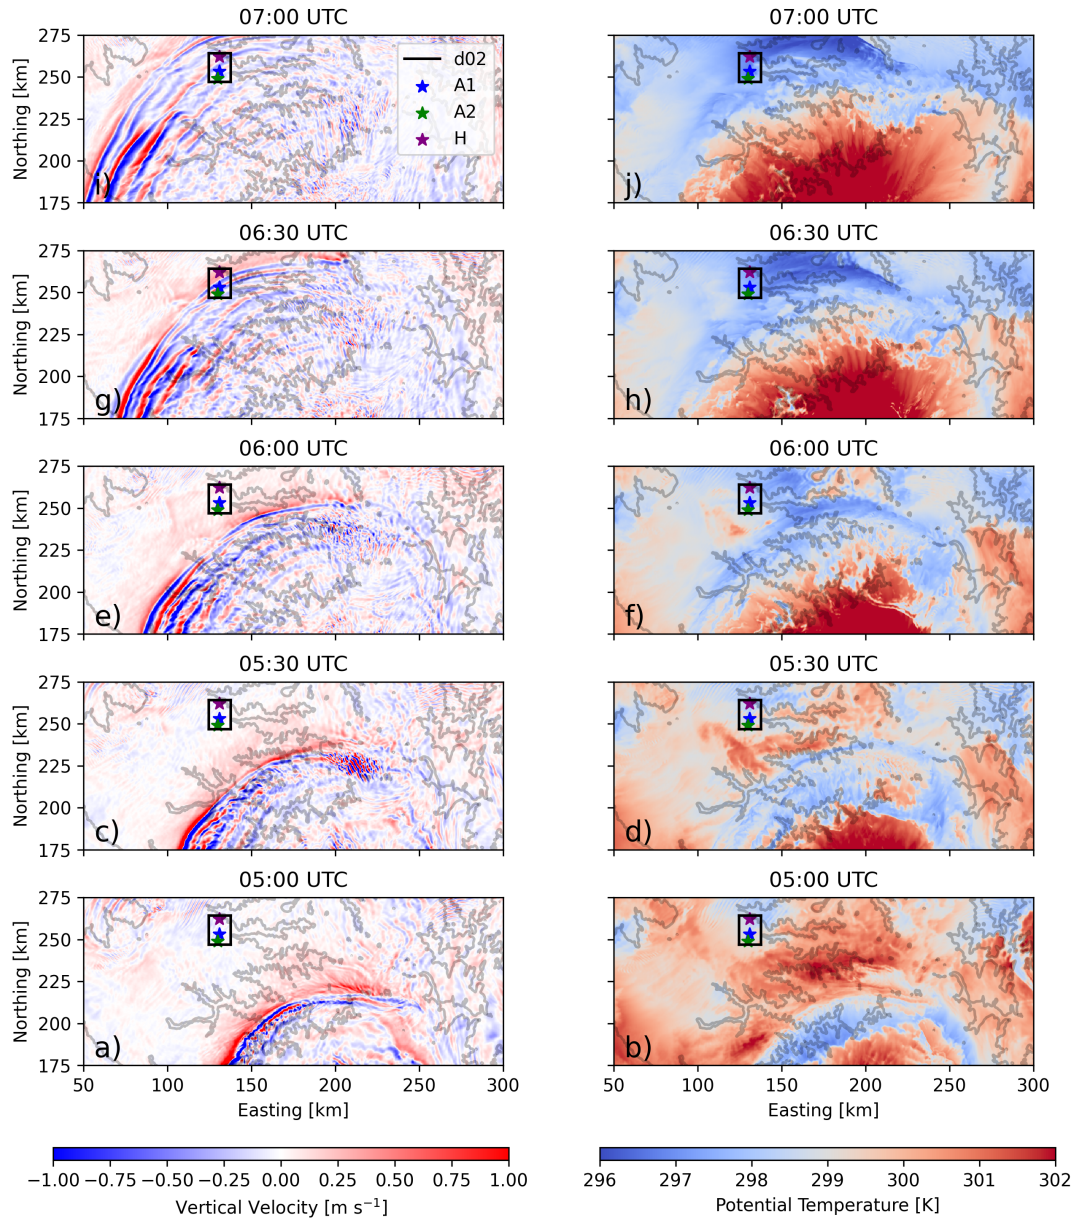 07:00 UTC
07:00 UTC
275
250
225
200
175
Northing [km]
d02
A1
A2
H
i)
j)
06:30 UTC
06:30 UTC
275
250
225
200
175
Northing [km]
g)
h)
06:00 UTC
06:00 UTC
275
250
225
200
175
Northing [km]
e)
f)
05:30 UTC
05:30 UTC
275
250
225
200
175
Northing [km]
c)
d)
05:00 UTC
05:00 UTC
275
250
225
200
175
Northing [km]
a)
b)
50 100 150 200 250 300
50 100 150 200 250 300
Easting [km]
Easting [km]
−1.00 −0.75 −0.50 −0.25 0.00 0.25 0.50 0.75 1.00
Vertical Velocity [m s⁻¹]
296 297 298 299 300 301 302
Potential Temperature [K]